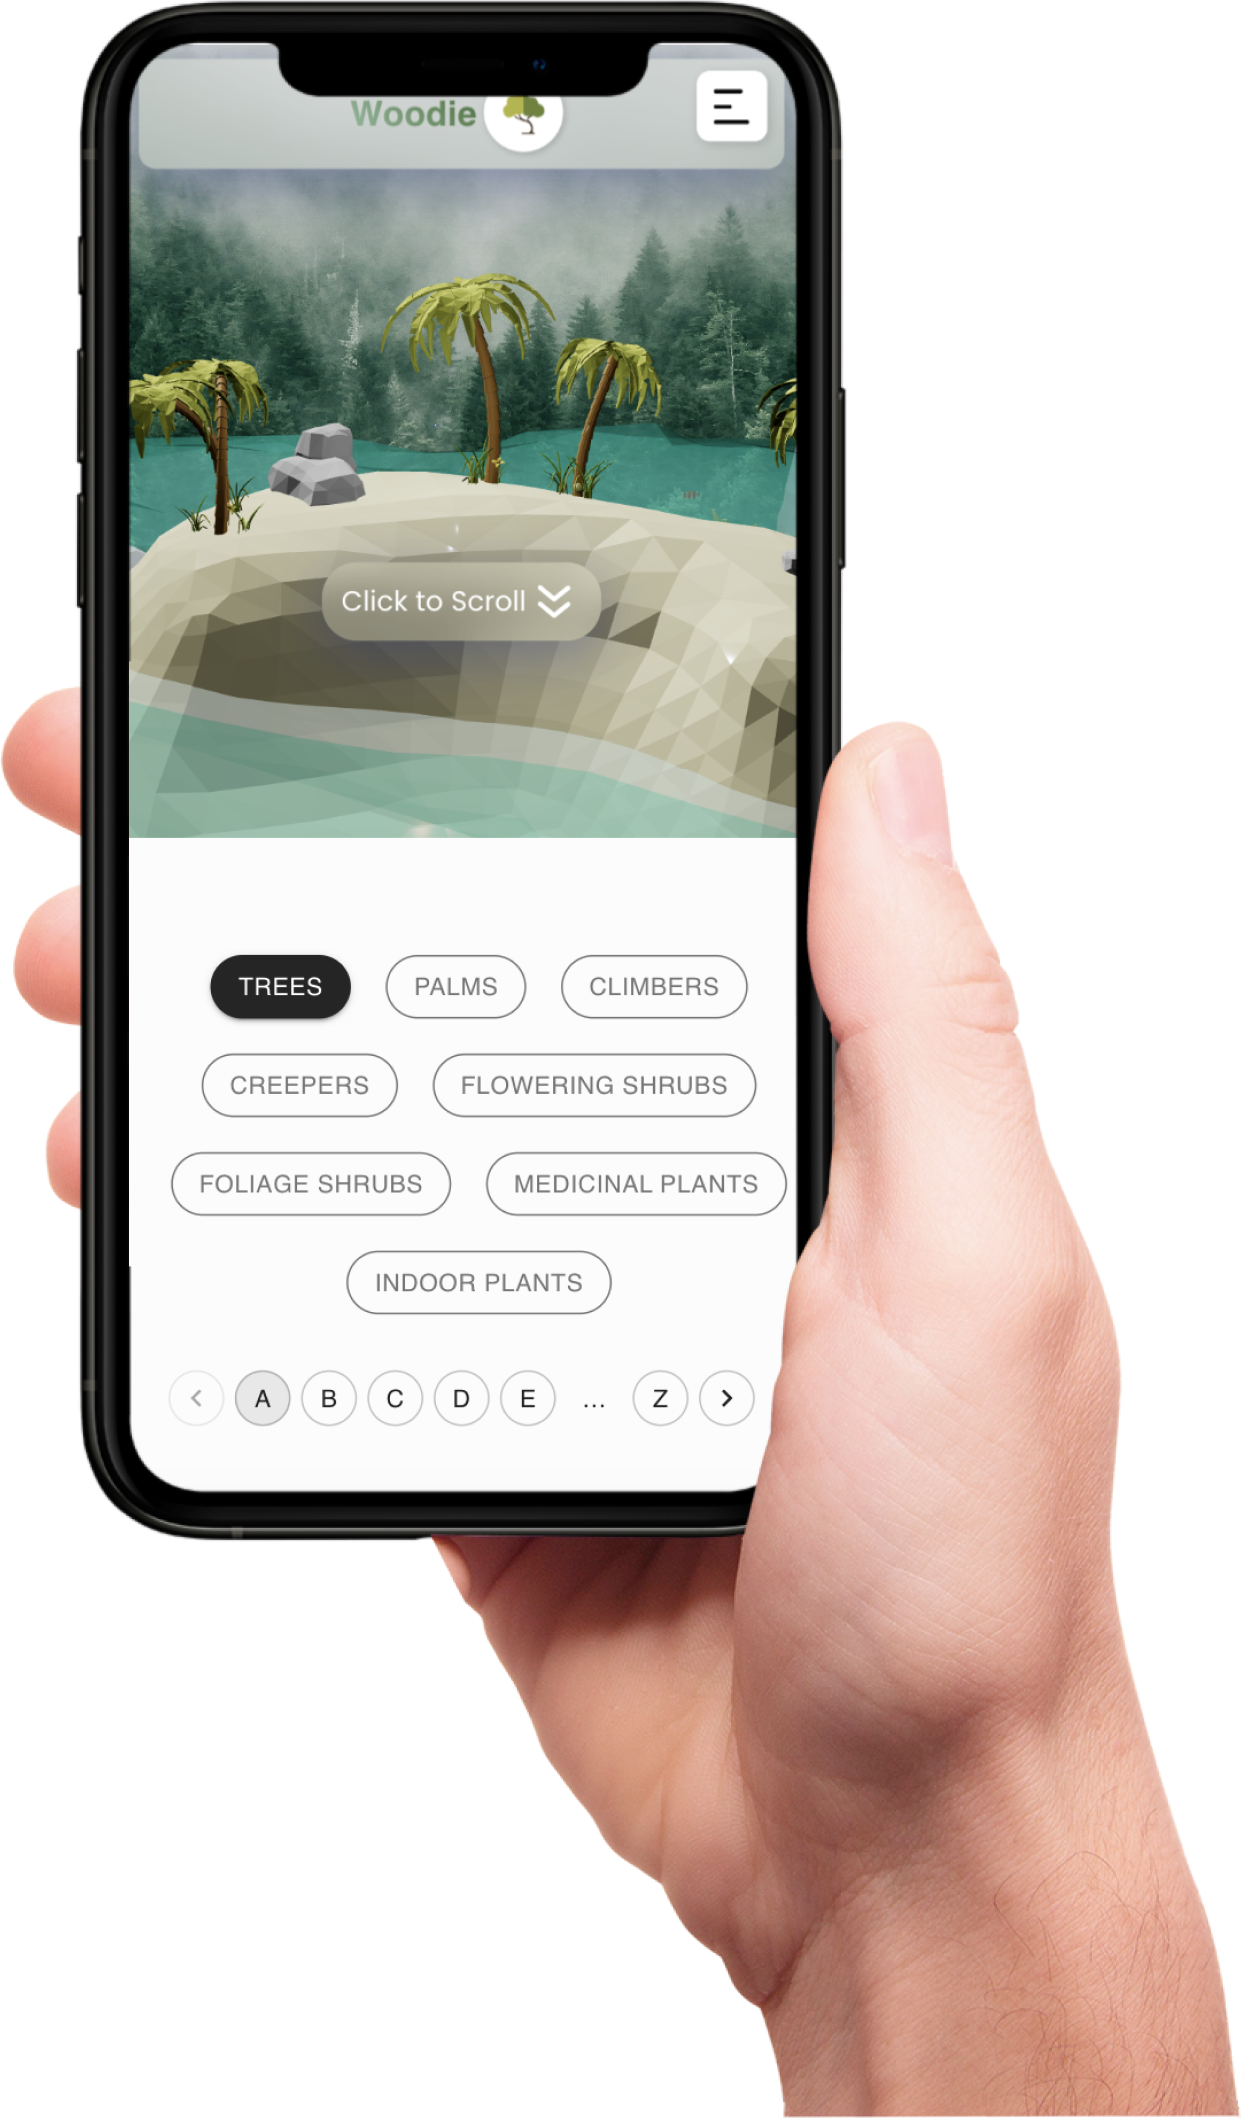 Woodie
Click to Scroll
TREES PALMS CLIMBERS
CREEPERS FLOWERING SHRUBS
FOLIAGE SHRUBS MEDICINAL PLANTS
INDOOR PLANTS
A B C D E ... Z